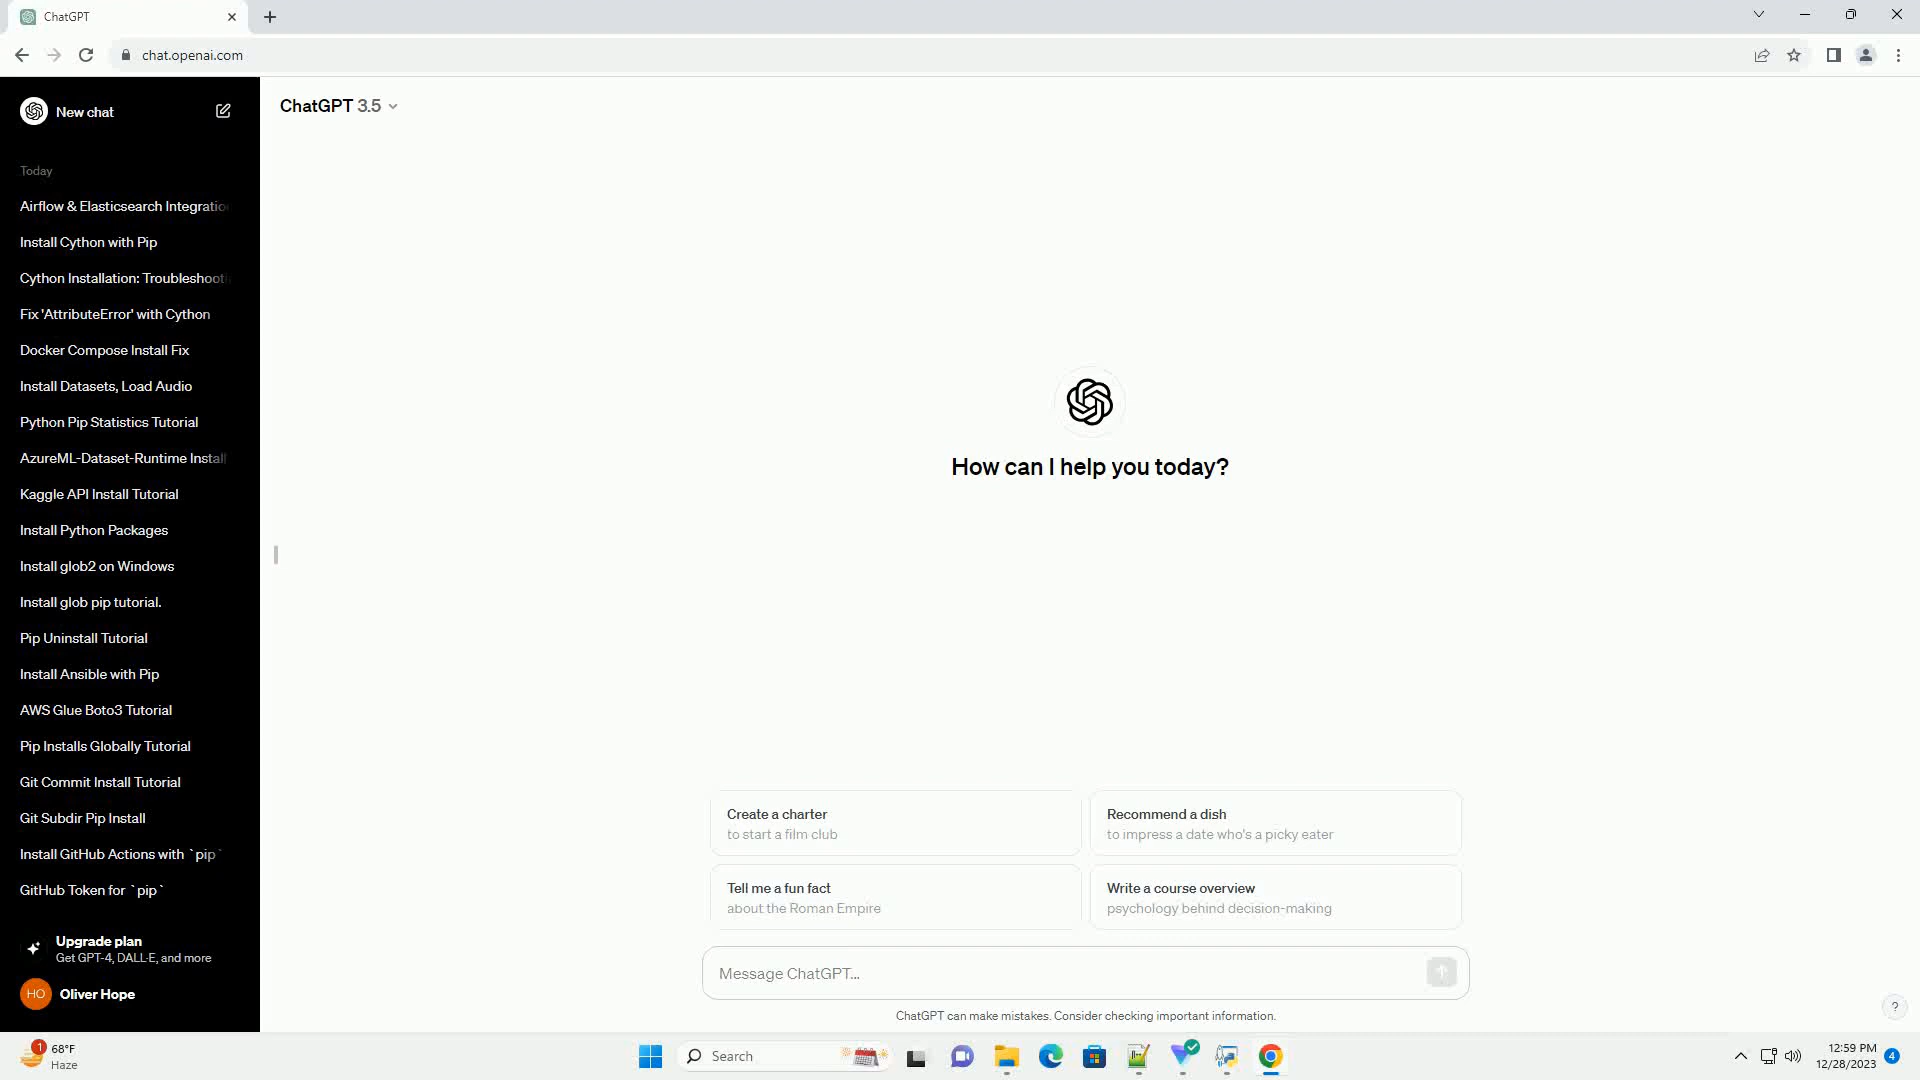 ChatGPT
chat.openai.com
New chat
ChatGPT 3.5
Today
Airflow & Elasticsearch Integratio
Install Cython with Pip
Cython Installation: Troubleshoot
Fix 'AttributeError' with Cython
Docker Compose Install Fix
Install Datasets, Load Audio
Python Pip Statistics Tutorial
AzureML-Dataset-Runtime Install
Kaggle API Install Tutorial
Install Python Packages
Install glob2 on Windows
Install glob pip tutorial.
Pip Uninstall Tutorial
Install Ansible with Pip
AWS Glue Boto3 Tutorial
Pip Installs Globally Tutorial
Git Commit Install Tutorial
Git Subdir Pip Install
Install GitHub Actions with `pip`
GitHub Token for `pip`
Upgrade plan
Get GPT-4, DALL·E, and more
HO
Oliver Hope
How can I help you today?
Create a charter
to start a film club
Recommend a dish
to impress a date who's a picky eater
Tell me a fun fact
about the Roman Empire
Write a course overview
psychology behind decision-making
Message ChatGPT...
ChatGPT can make mistakes. Consider checking important information.
?
1
68°F
Haze
Search
12:59 PM
12/28/2023
4